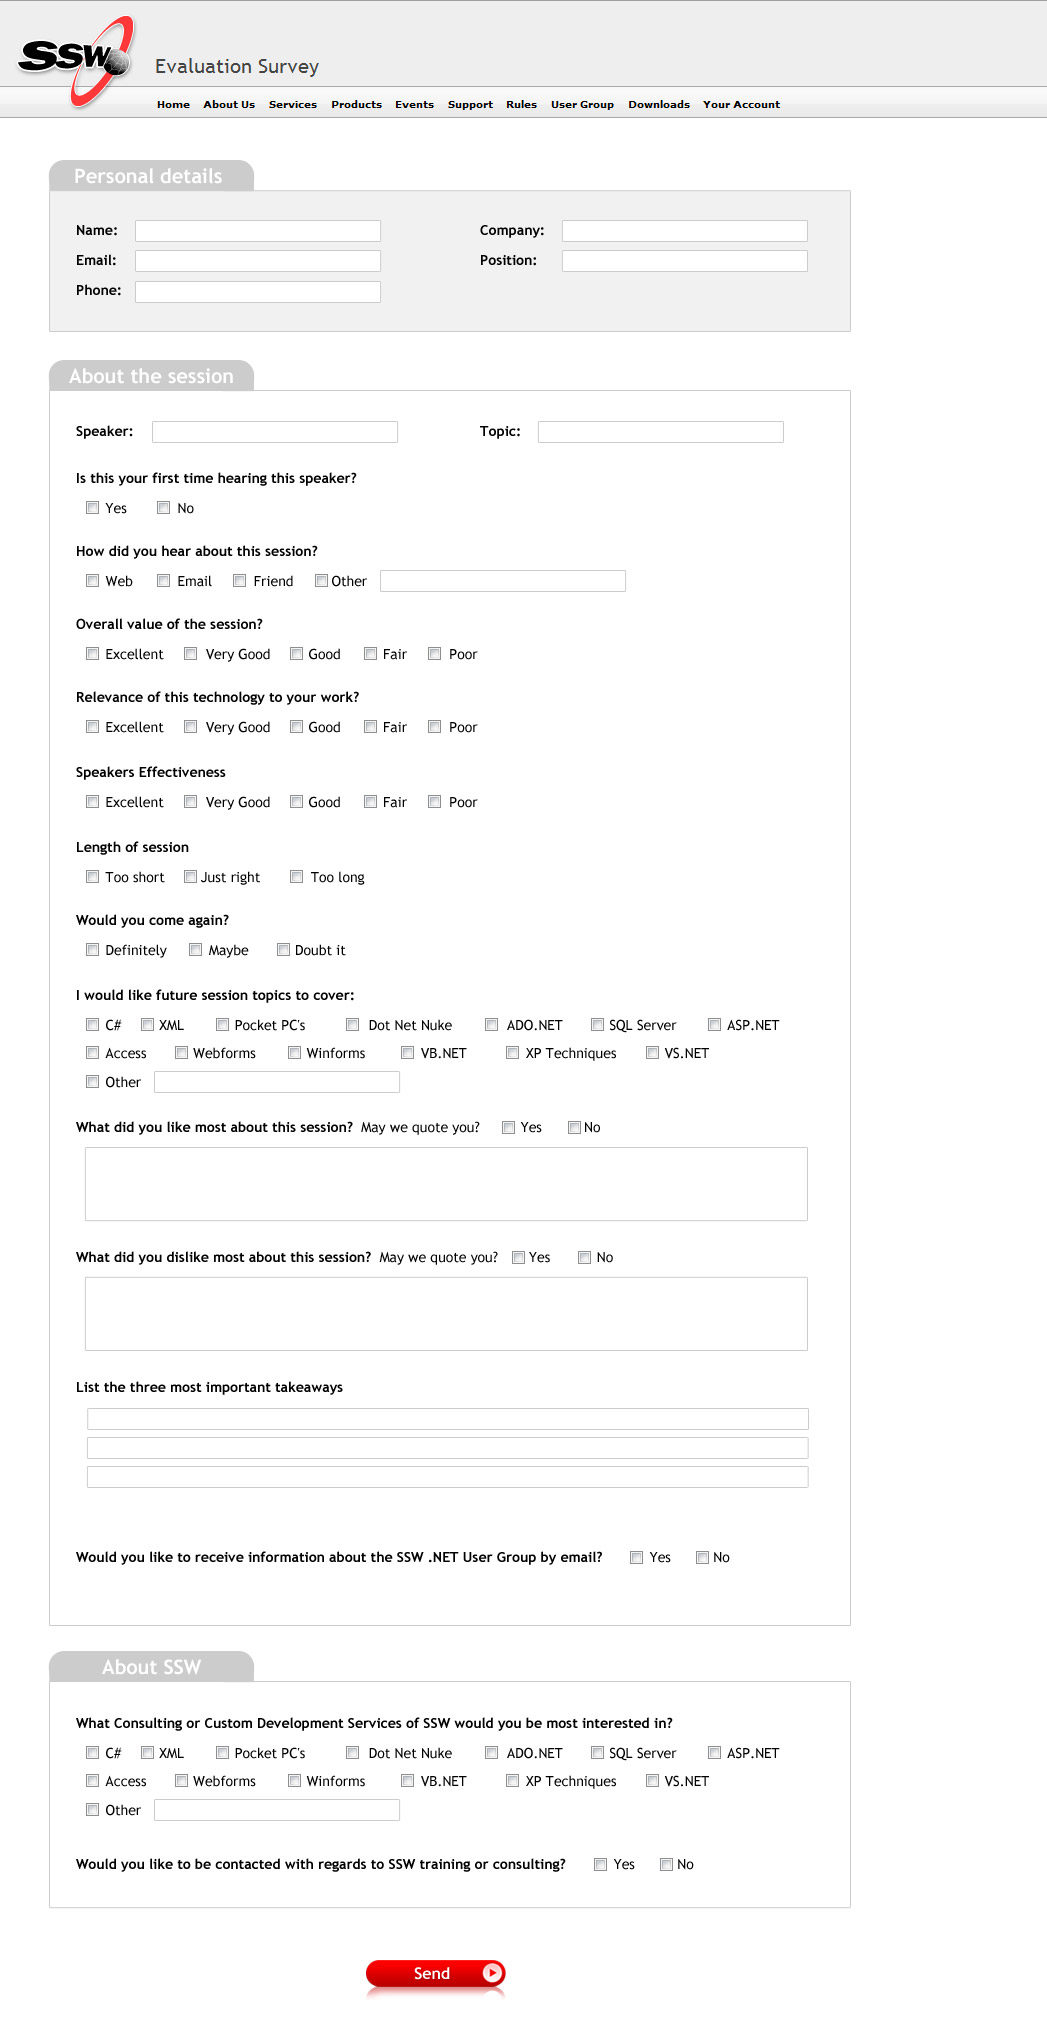 SSW
Evaluation Survey
Home About Us Services Products Events Support Rules User Group Downloads Your Account
Personal details
Name: Company:
Email: Position:
Phone:
About the session
Speaker: Topic:
Is this your first time hearing this speaker?
Yes No
How did you hear about this session?
Web Email Friend Other
Overall value of the session?
Excellent Very Good Good Fair Poor
Relevance of this technology to your work?
Excellent Very Good Good Fair Poor
Speakers Effectiveness
Excellent Very Good Good Fair Poor
Length of session
Too short Just right Too long
Would you come again?
Definitely Maybe Doubt it
I would like future session topics to cover:
C# XML Pocket PC's Dot Net Nuke ADO.NET SQL Server ASP.NET
Access Webforms Winforms VB.NET XP Techniques VS.NET
Other
What did you like most about this session? May we quote you? Yes No
What did you dislike most about this session? May we quote you? Yes No
List the three most important takeaways
Would you like to receive information about the SSW .NET User Group by email? Yes No
About SSW
What Consulting or Custom Development Services of SSW would you be most interested in?
C# XML Pocket PC's Dot Net Nuke ADO.NET SQL Server ASP.NET
Access Webforms Winforms VB.NET XP Techniques VS.NET
Other
Would you like to be contacted with regards to SSW training or consulting? Yes No
Send